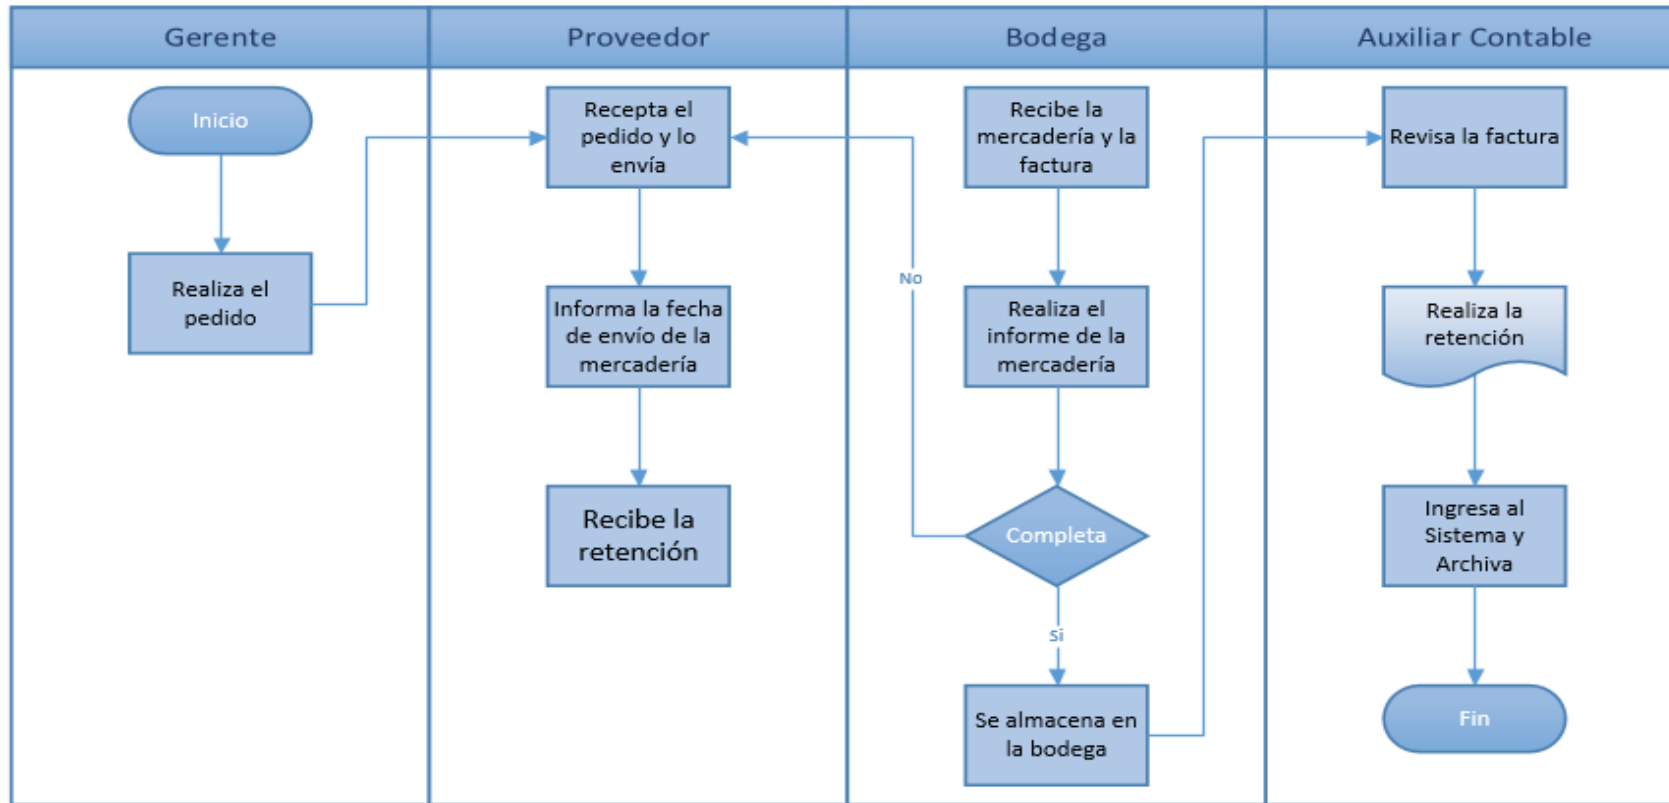 Gerente
Proveedor
Bodega
Auxiliar Contable
Inicio
Realiza el
pedido
Recepta el
pedido y lo
envía
Informa la fecha
de envío de la
mercadería
Recibe la
retención
Recibe la
mercadería y la
factura
Realiza el
informe de la
mercadería
Completa
No
Si
Se almacena en
la bodega
Revisa la factura
Realiza la
retención
Ingresa al
Sistema y
Archiva
Fin